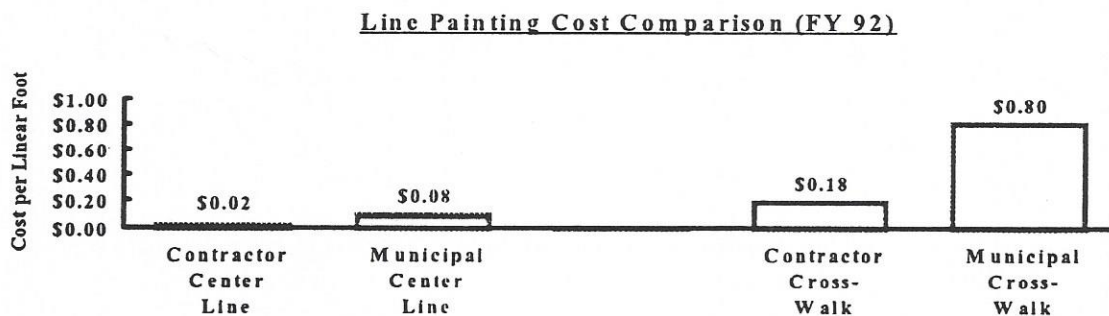 Line Painting Cost Comparison (FY 92)
Cost per Linear Foot
$1.00
$0.80
$0.60
$0.40
$0.20
$0.00
$0.02
$0.08
$0.18
$0.80
Contractor
Center
Line
Municipal
Center
Line
Contractor
Cross-
Walk
Municipal
Cross-
Walk